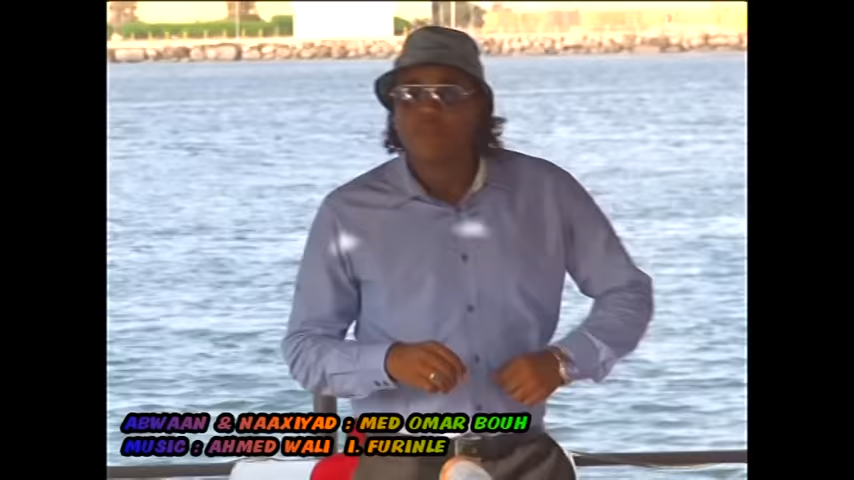 ABWAAN & NAAXIYAD : MED OMAR BOUH
MUSIC : AHMED WALI I. FURINLE